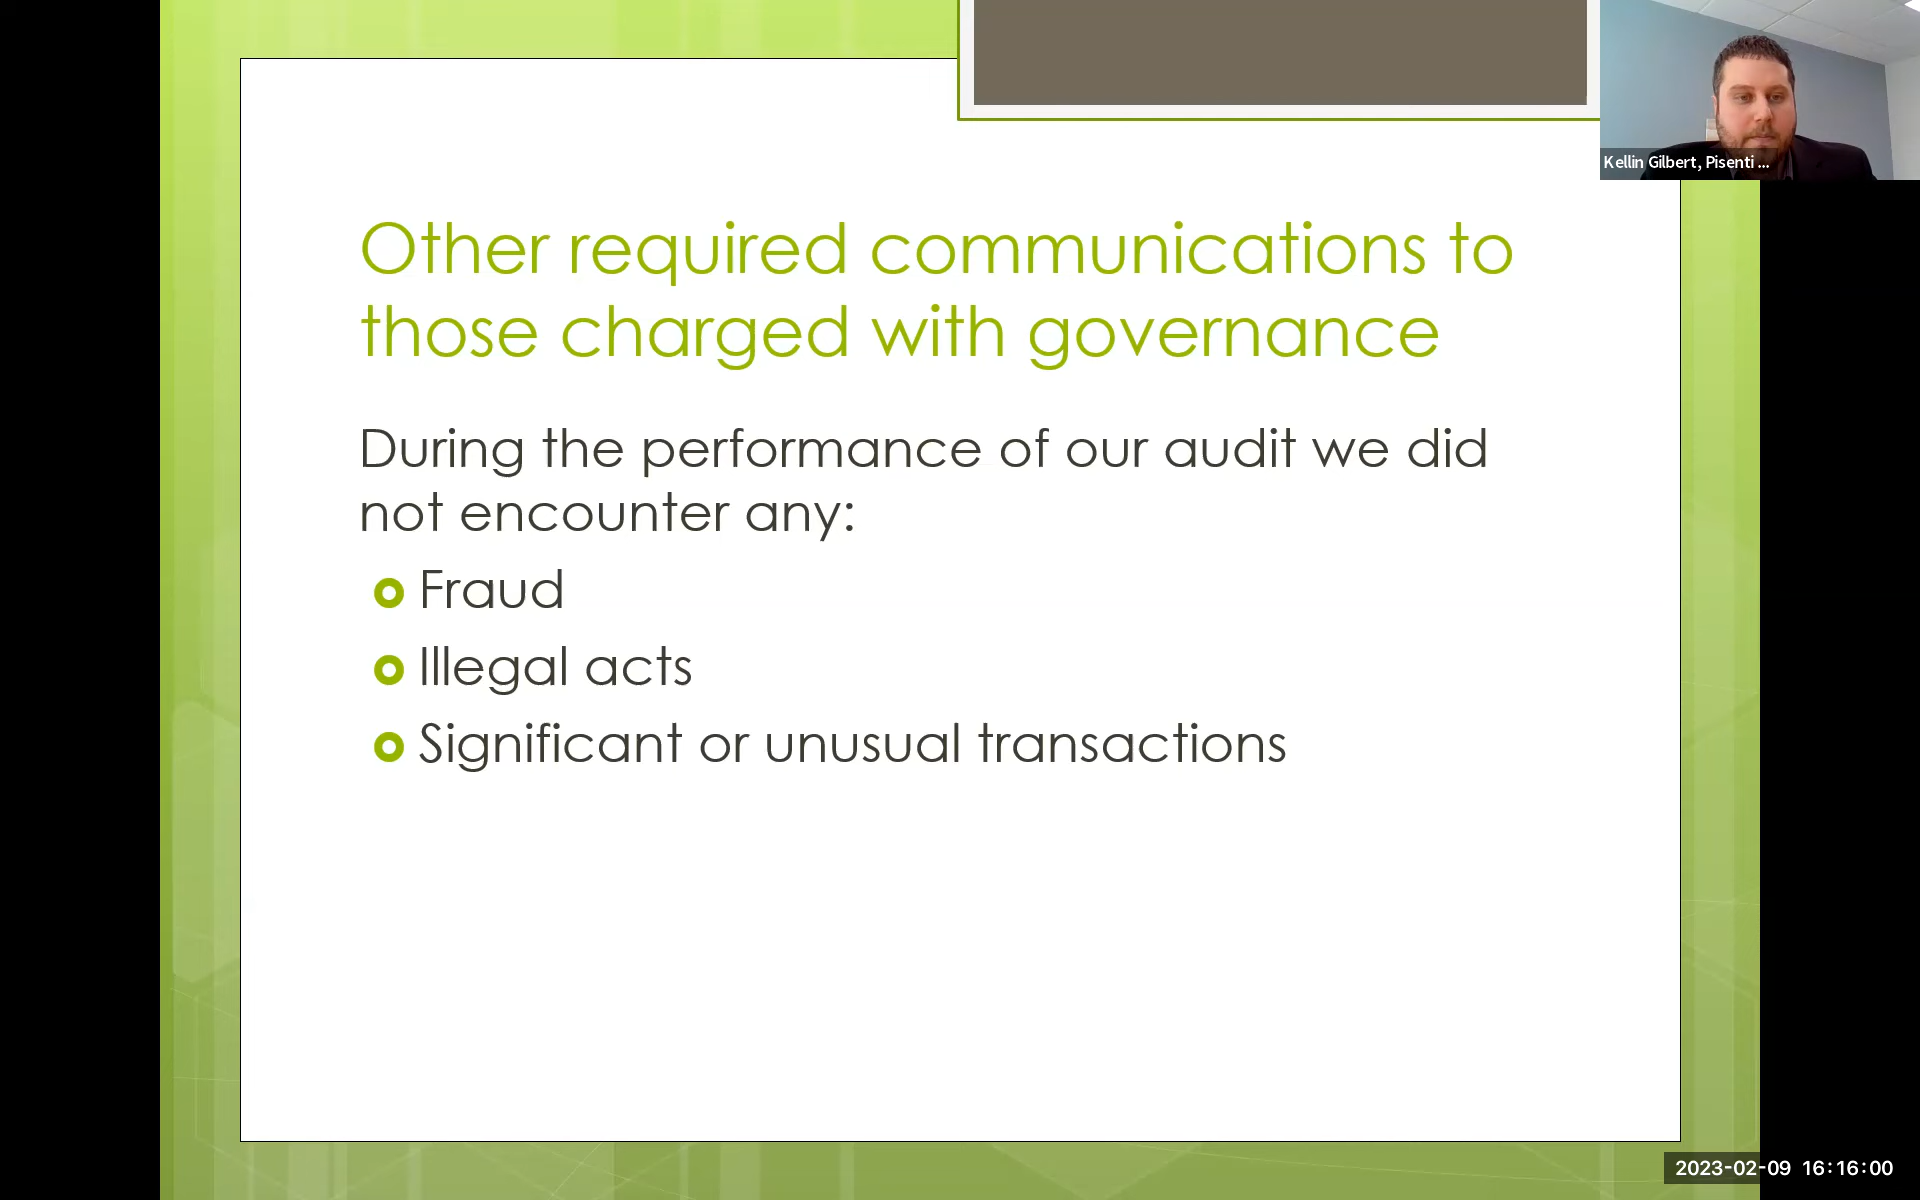 Kellin Gilbert, Pisenti ...
Other required communications to
those charged with governance
During the performance of our audit we did
not encounter any:
Fraud
Illegal acts
Significant or unusual transactions
2023-02-09 16:16:00